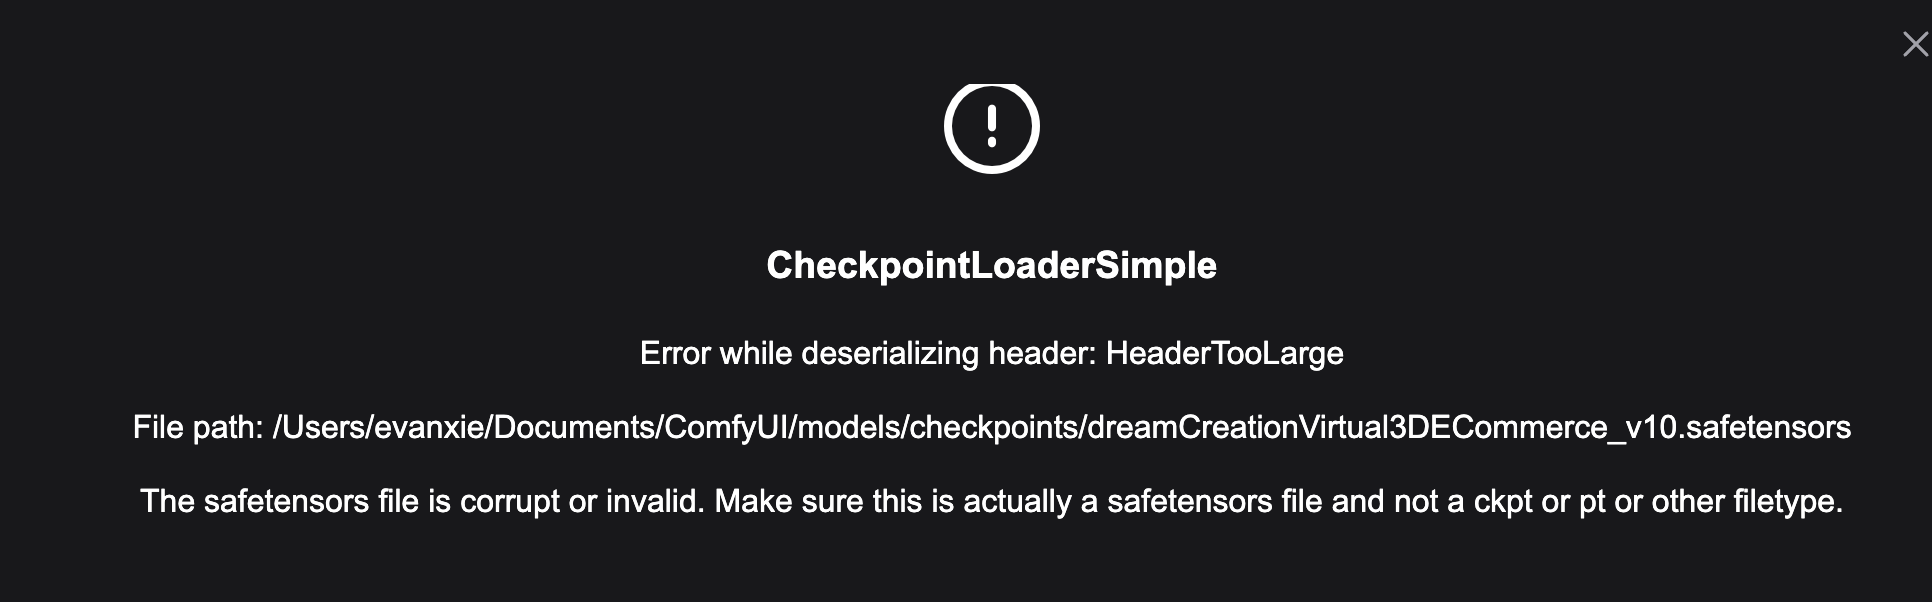 CheckpointLoaderSimple
Error while deserializing header: HeaderTooLarge
File path: /Users/evanxie/Documents/ComfyUI/models/checkpoints/dreamCreationVirtual3DECommerce_v10.safetensors
The safetensors file is corrupt or invalid. Make sure this is actually a safetensors file and not a ckpt or pt or other filetype.